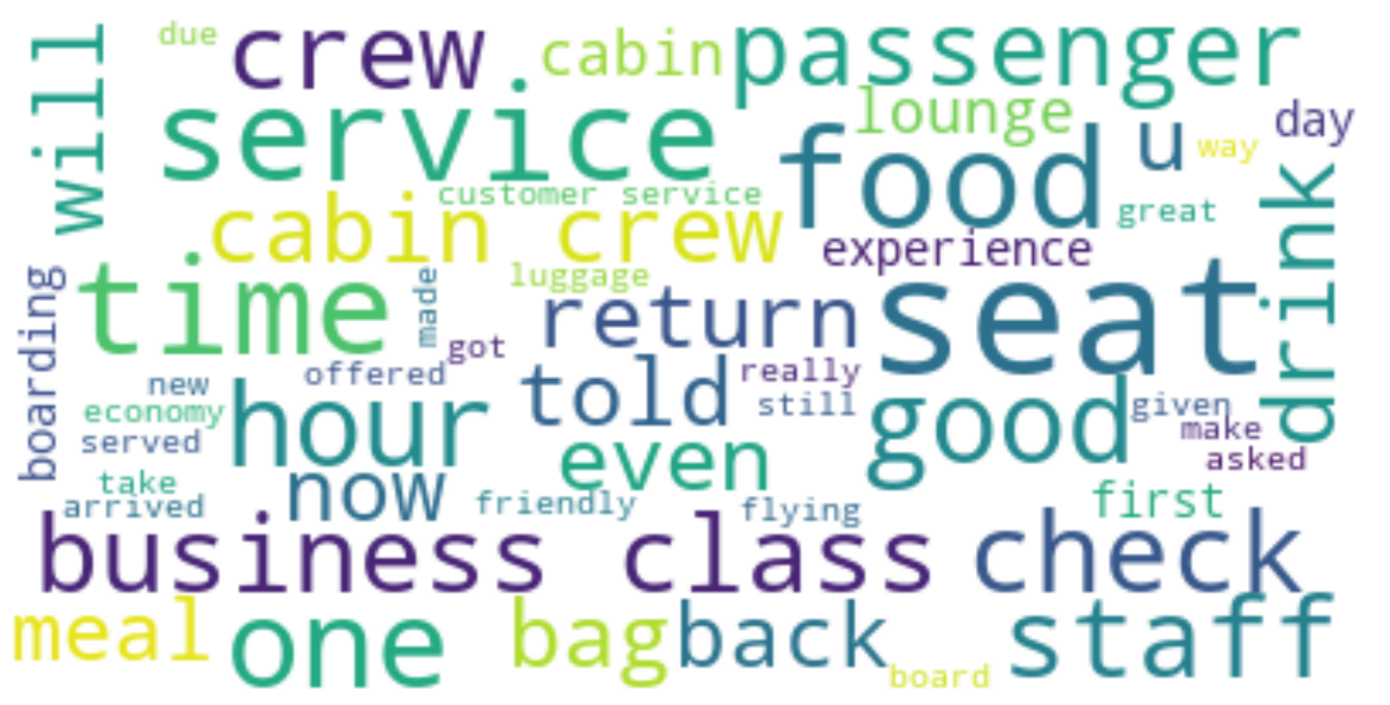 will
due
crew
cabin
passenger
service
lounge
food
u
way
day
customer service
cabin crew
great
experience
drink
boarding
time
made
luggage
return
seat
got
new
offered
told
really
still
good
given
economy
hour
make
served
even
asked
take
now
arrived
friendly
flying
first
business class
check
meal
one
bag
back
board
staff